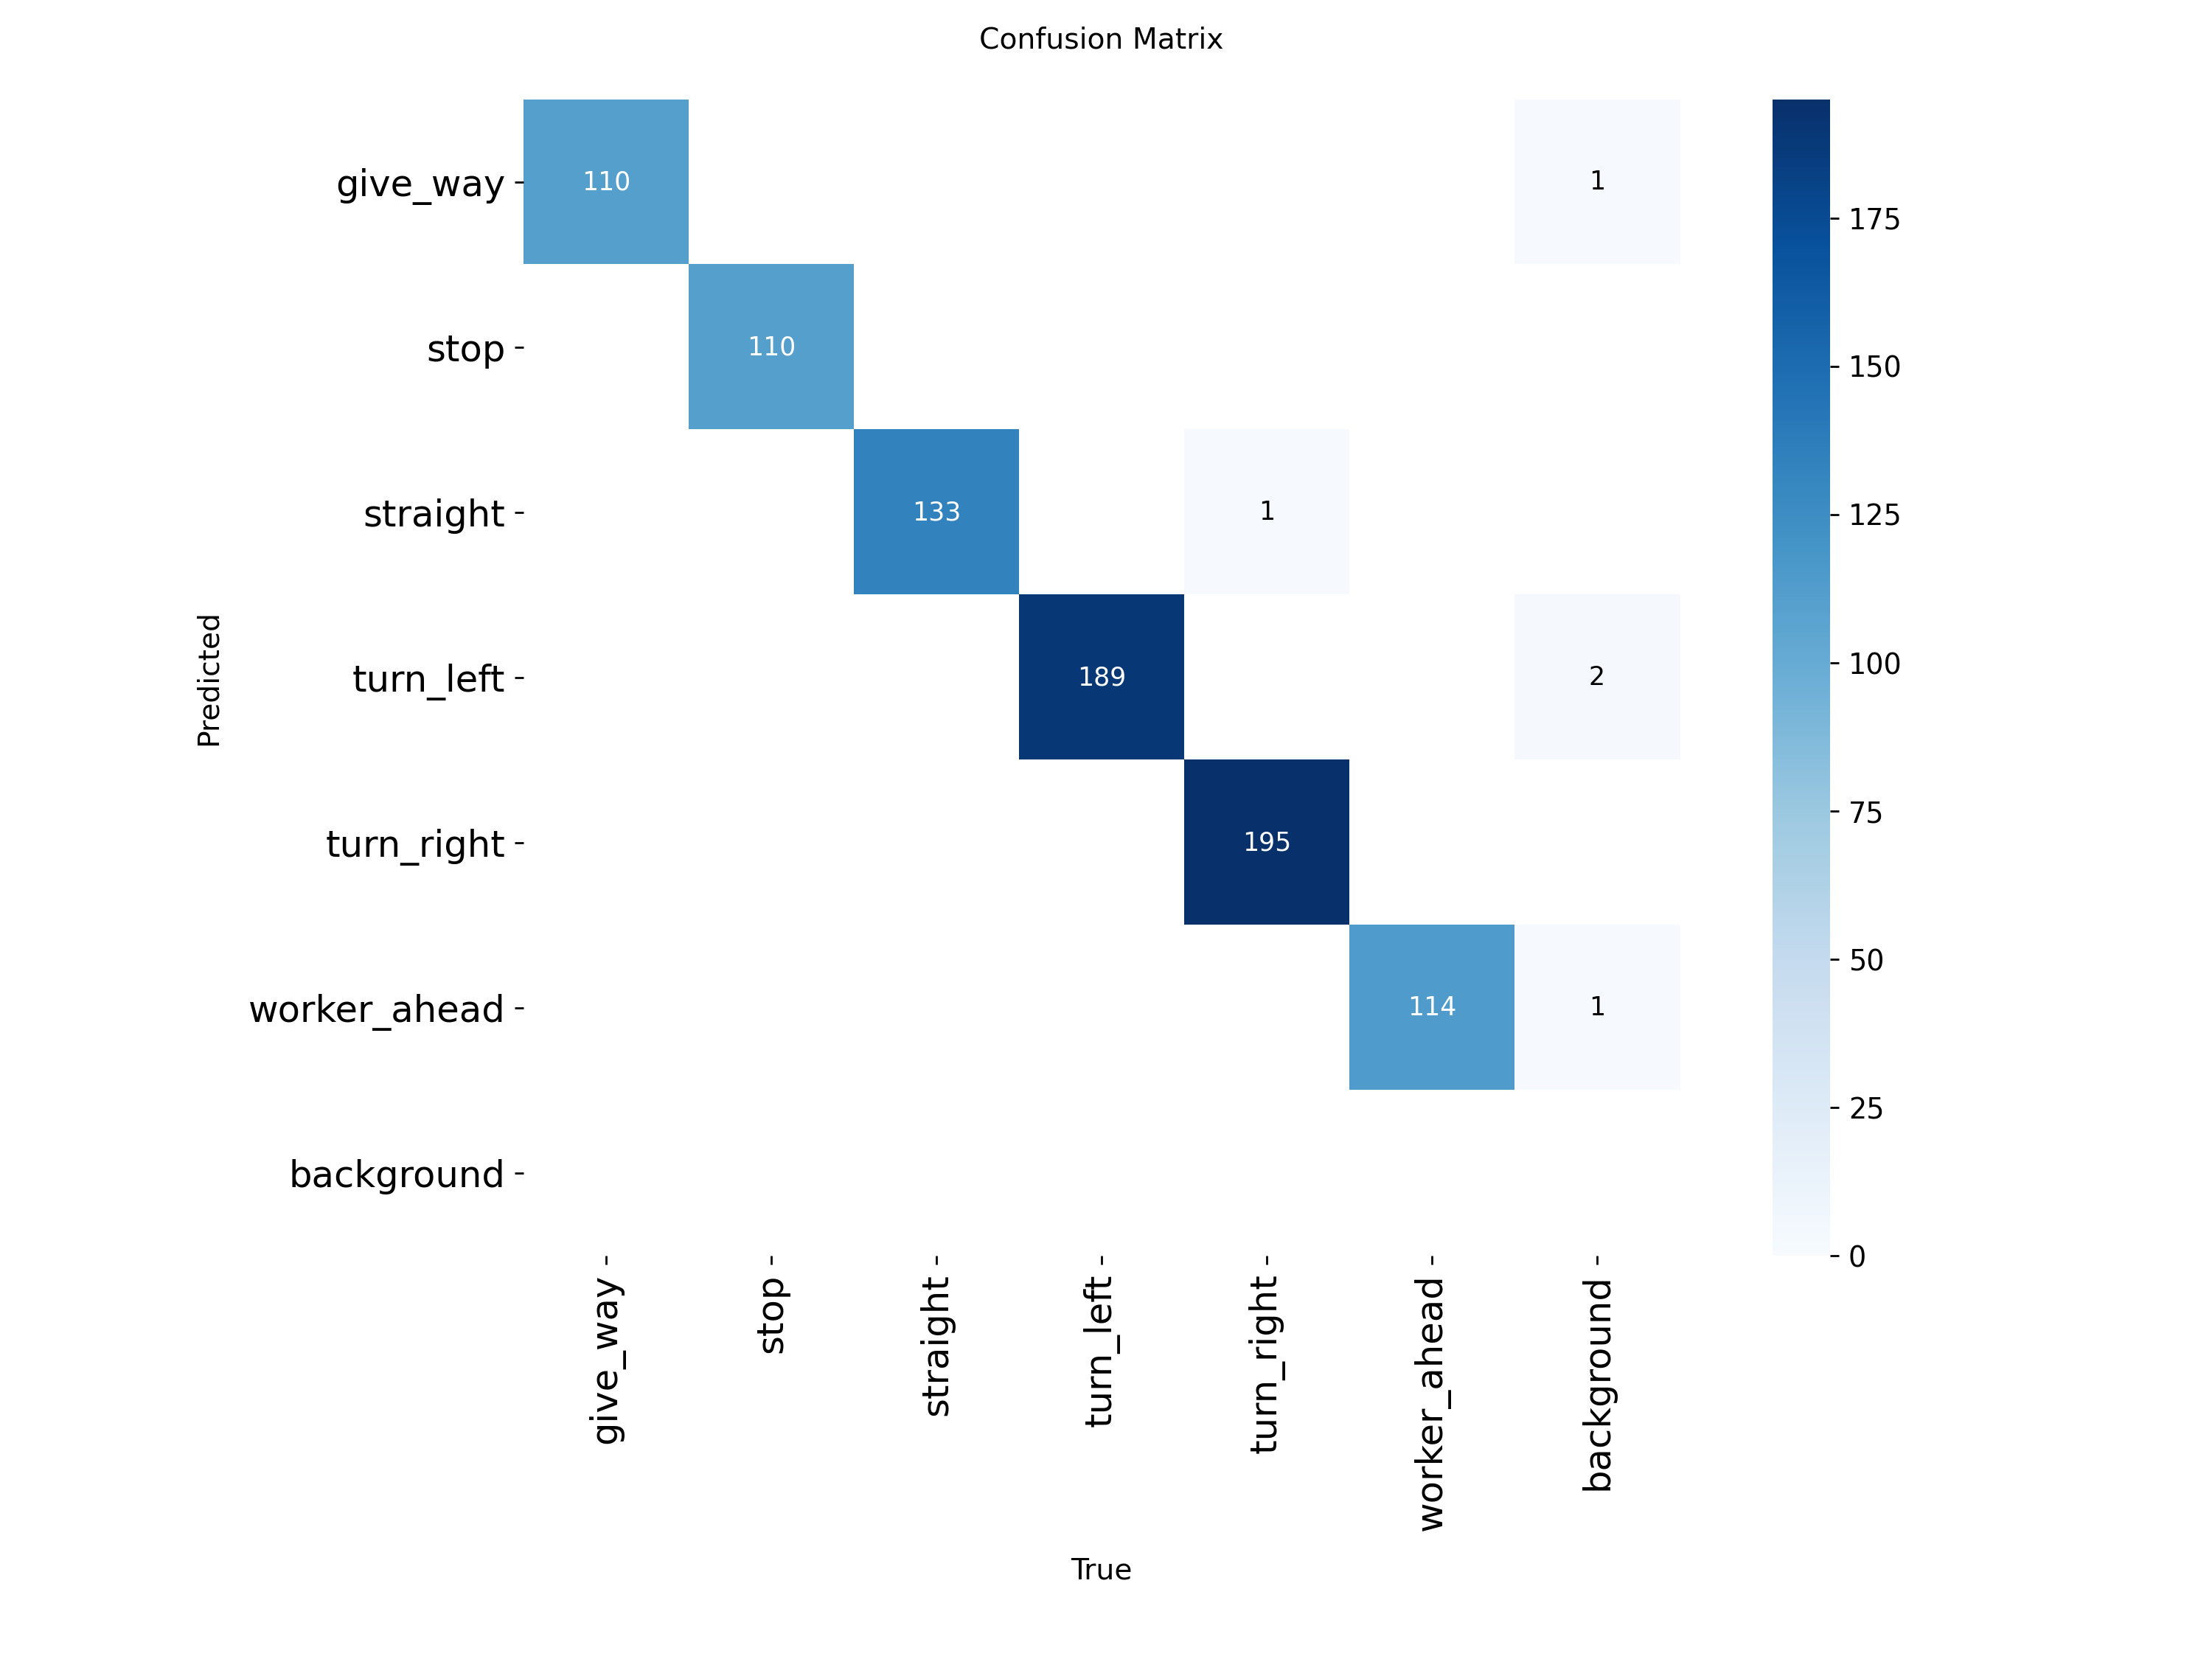 Confusion Matrix
give_way
110
1
175
stop
110
150
straight
133
1
125
Predicted
turn_left
189
2
100
turn_right
195
75
worker_ahead
114
1
50
background
25
0
give_way
stop
straight
turn_left
turn_right
worker_ahead
background
True